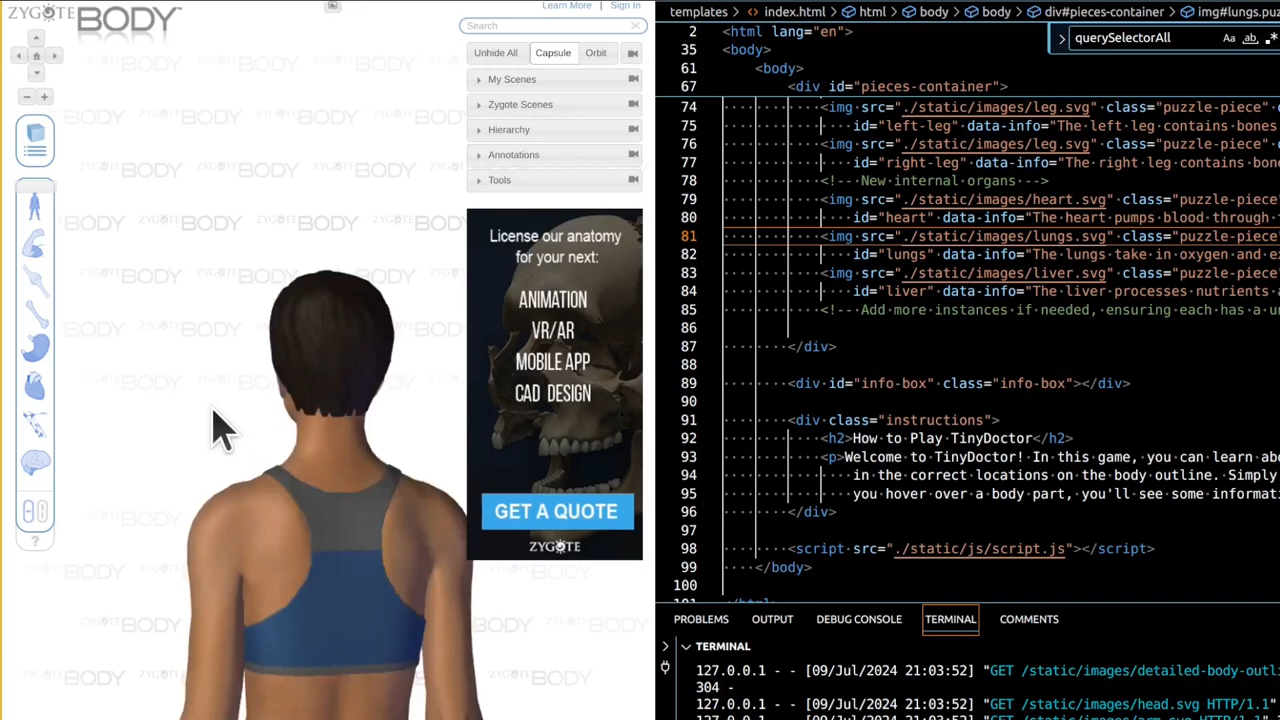 ZYGOTEBODY™
Learn More
Sign In
Search
Unhide All
Capsule
Orbit
My Scenes
Zygote Scenes
Hierarchy
Annotations
Tools
License our anatomy
for your next:
ANIMATION
VR/AR
MOBILE APP
CAD DESIGN
GET A QUOTE
ZYGOTE
?
templates > <> index.html > html > body > body > div#pieces-container > img#lungs.puz
querySelectorAll
Aa ab .*
2 <html lang="en">
35 <body>
61 <body>
67 <div id="pieces-container">
74 <img src="./static/images/leg.svg" class="puzzle-piece"
75 id="left-leg" data-info="The left leg contains bones
76 <img src="./static/images/leg.svg" class="puzzle-piece"
77 id="right-leg" data-info="The right leg contains bon
78 <!-- New internal organs -->
79 <img src="./static/images/heart.svg" class="puzzle-piece
80 id="heart" data-info="The heart pumps blood through
81 <img src="./static/images/lungs.svg" class="puzzle-piece
82 id="lungs" data-info="The lungs take in oxygen and e
83 <img src="./static/images/liver.svg" class="puzzle-piece
84 id="liver" data-info="The liver processes nutrients
85 <!-- Add more instances if needed, ensuring each has a u
86
87 </div>
88
89 <div id="info-box" class="info-box"></div>
90
91 <div class="instructions">
92 <h2>How to Play TinyDoctor</h2>
93 <p>Welcome to TinyDoctor! In this game, you can learn abo
94 in the correct locations on the body outline. Simply
95 you hover over a body part, you'll see some informati
96 </div>
97
98 <script src="./static/js/script.js"></script>
99 </body>
100
PROBLEMS
OUTPUT
DEBUG CONSOLE
TERMINAL
COMMENTS
TERMINAL
127.0.0.1 - - [09/Jul/2024 21:03:52] "GET /static/images/detailed-body-outli
304 -
127.0.0.1 - - [09/Jul/2024 21:03:52] "GET /static/images/head.svg HTTP/1.1"